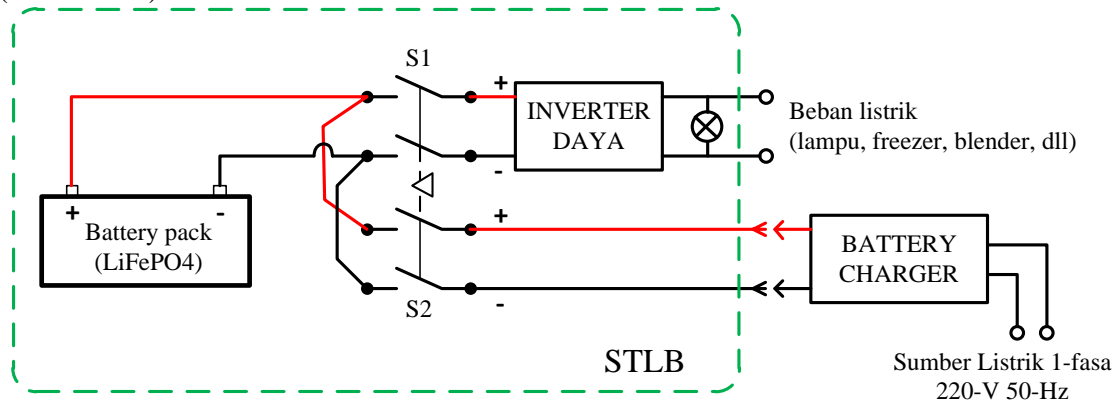 S1
+
INVERTER
DAYA
-
Beban listrik
(lampu, freezer, blender, dll)
+ -
Battery pack
(LiFePO4)
+
BATTERY
CHARGER
-
S2
STLB
Sumber Listrik 1-fasa
220-V 50-Hz